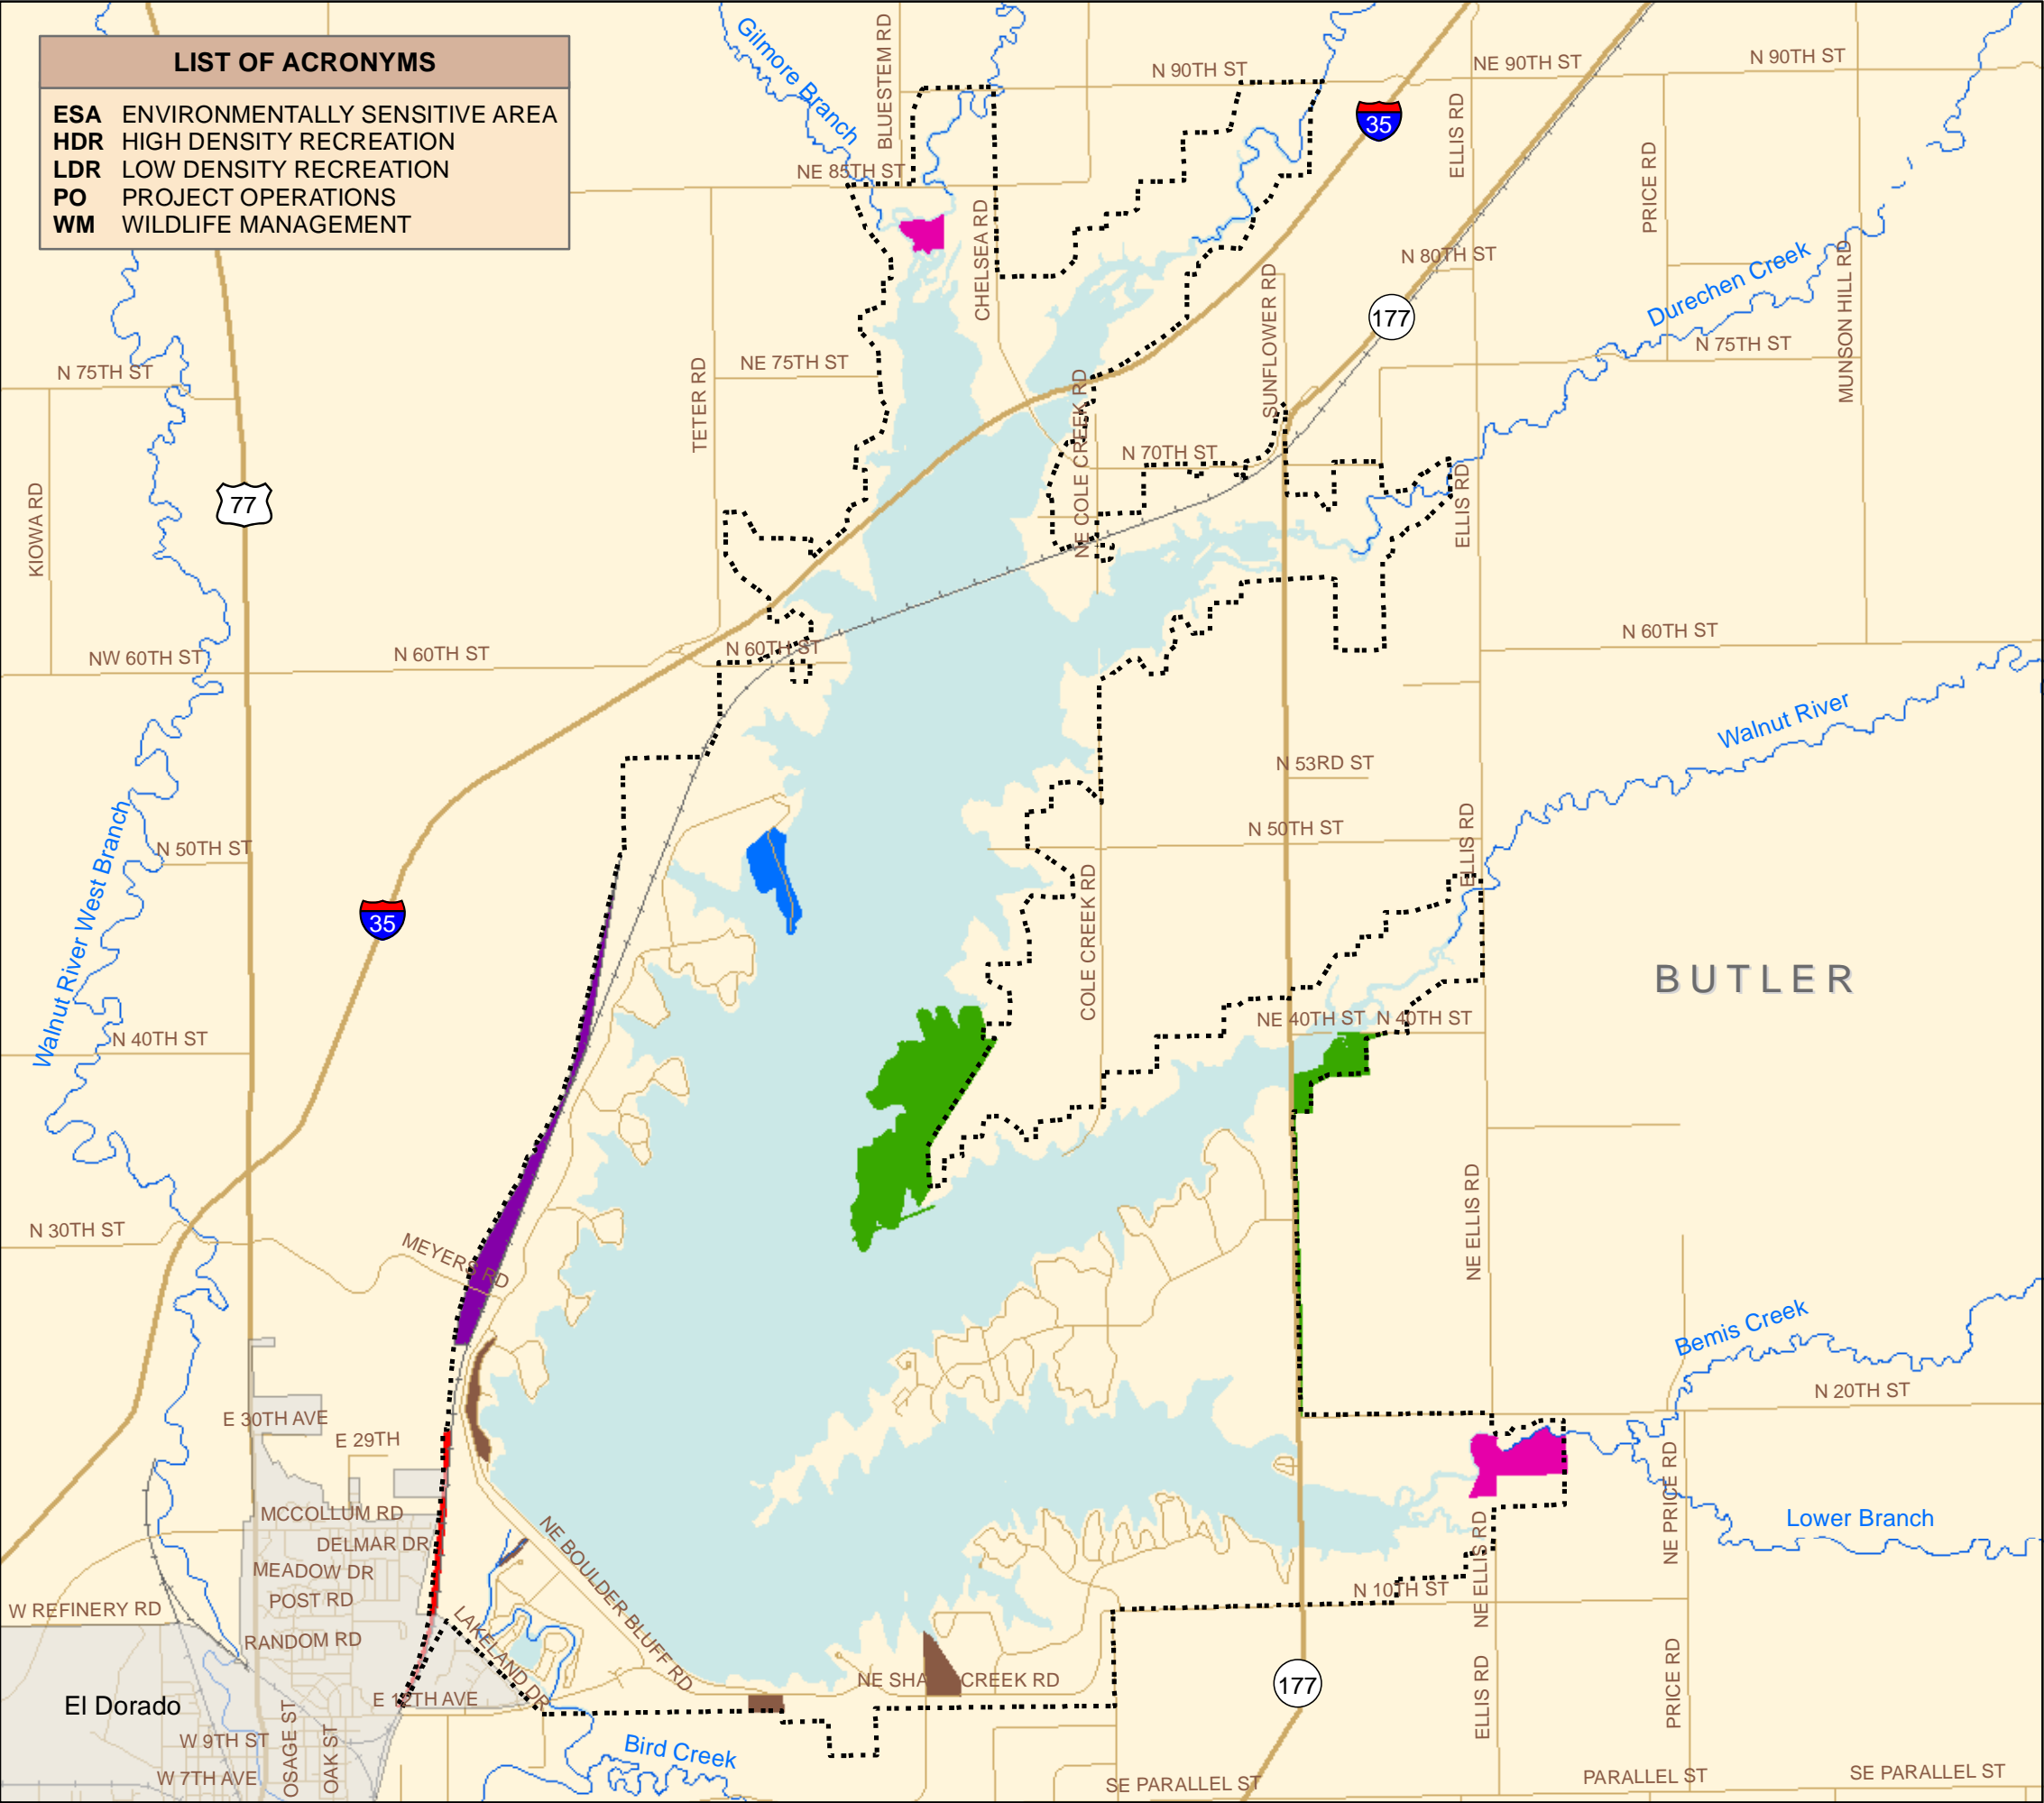 LIST OF ACRONYMS
ESA ENVIRONMENTALLY SENSITIVE AREA
HDR HIGH DENSITY RECREATION
LDR LOW DENSITY RECREATION
PO PROJECT OPERATIONS
WM WILDLIFE MANAGEMENT
Gilmore Branch
BLUESTEM RD
N 90TH ST
NE 90TH ST
N 90TH ST
35
ELLIS RD
PRICE RD
NE 85TH ST
CHELSEA RD
N 80TH ST
SUNFLOWER RD
177
Durechen Creek
MUNSON HILL RD
N 75TH ST
N 75TH ST
NE 75TH ST
TETER RD
NE COLE CREEK RD
N 70TH ST
KIOWA RD
77
ELLIS RD
NW 60TH ST
N 60TH ST
N 60TH ST
N 60TH ST
Walnut River
N 53RD ST
N 50TH ST
N 50TH ST
ELLIS RD
Walnut River West Branch
35
COLE CREEK RD
BUTLER
N 40TH ST
NE 40TH ST
N 40TH ST
N 30TH ST
MEYERS RD
NE ELLIS RD
Bemis Creek
N 20TH ST
E 30TH AVE
E 29TH
NE PRICE RD
MCCOLLUM RD
DELMAR DR
MEADOW DR
POST RD
W REFINERY RD
RANDOM RD
NE BOULDER BLUFF RD
LAKELAND DR
Lower Branch
NE ELLIS RD
N 10TH ST
NE SHA CREEK RD
177
ELLIS RD
PRICE RD
El Dorado
E 12TH AVE
W 9TH ST
OSAGE ST
OAK ST
W 7TH AVE
Bird Creek
SE PARALLEL ST
PARALLEL ST
SE PARALLEL ST